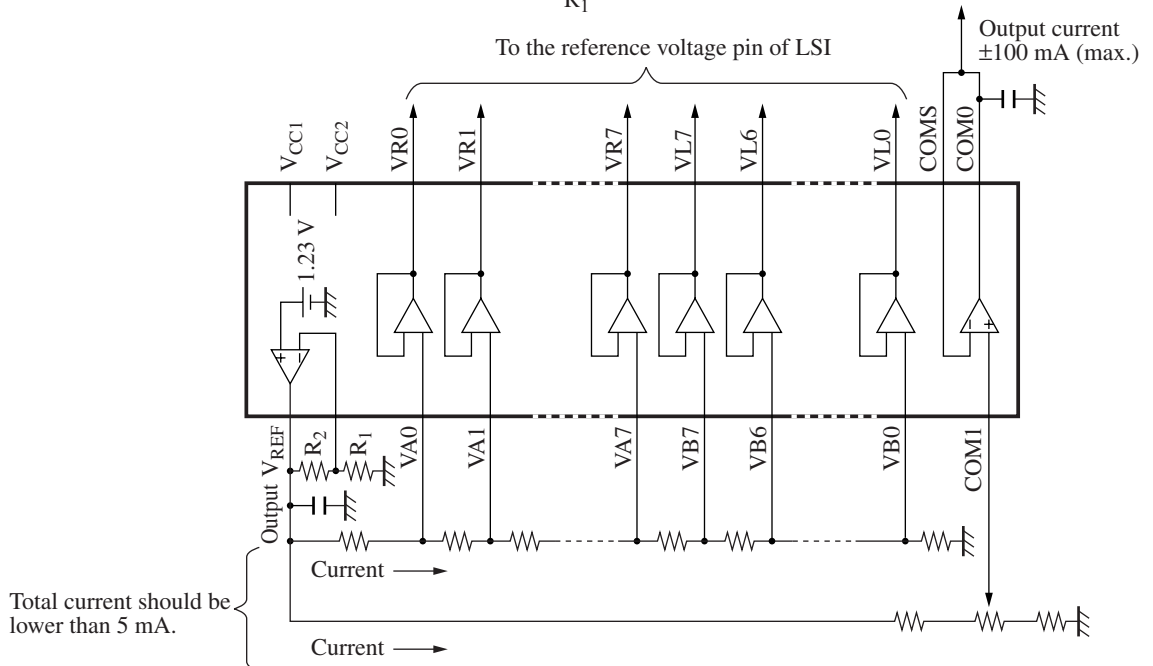 R1
Output current
±100 mA (max.)
To the reference voltage pin of LSI
VCC1
VCC2
VR0
VR1
VR7
VL7
VL6
VL0
COMS
COM0
1.23 V
+
−
−
+
Output VREF
R2
R1
VA0
VA1
VA7
VB7
VB6
VB0
COM1
Current
Total current should be
lower than 5 mA.
Current